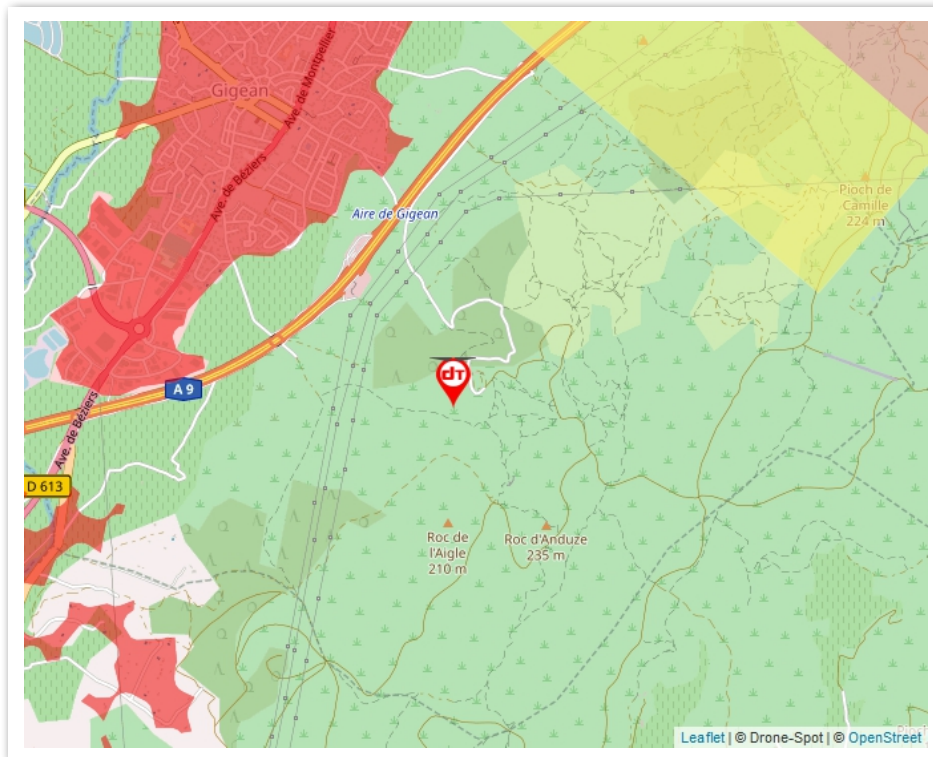 Gigean
Ave. de Montpellier
Ave. de Béziers
Aire de Gigean
Pioch de
Camille
224 m
dT
A 9
Ave. de Béziers
D 613
Roc de
l'Aigle
210 m
Roc d'Anduze
235 m
Leaflet | © Drone-Spot | © OpenStreet